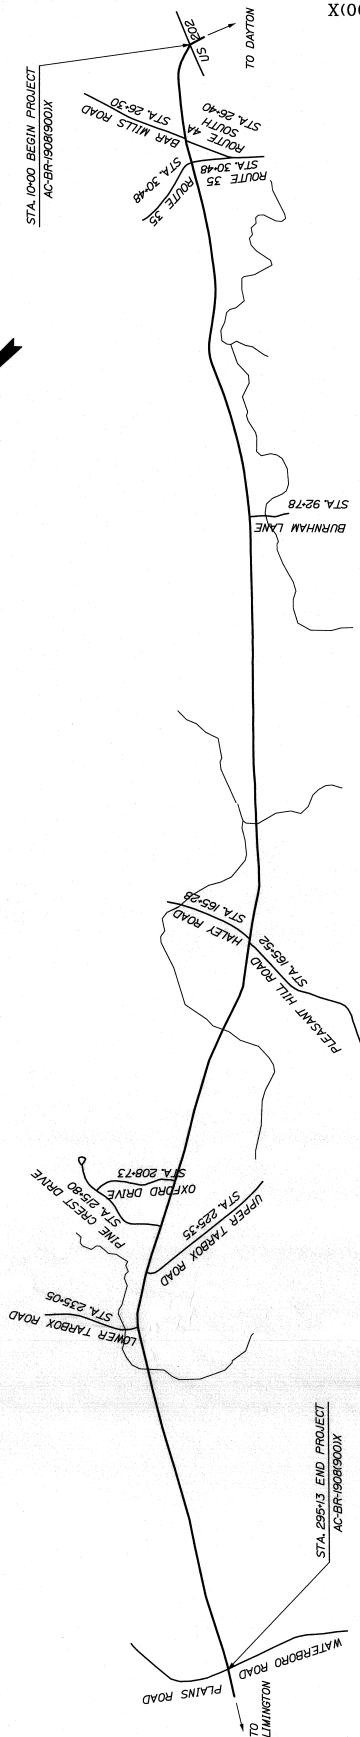 X(00
US 202
TO DAYTON
STA. 10+00 BEGIN PROJECT
AC-BR-1908(900)X
BAR MILLS ROAD
STA. 26+30
ROUTE 4A
SOUTH
STA. 26+40
ROUTE 35
STA. 30+48
ROUTE 35
STA. 30+48
BURNHAM LANE
STA. 92+78
HALEY ROAD
STA. 165+28
PLEASANT HILL ROAD
STA. 165+52
OXFORD DRIVE
STA. 208+73
PINE CREST DRIVE
STA. 215+80
UPPER TARBOX ROAD
STA. 225+35
LOWER TARBOX ROAD
STA. 235+05
STA. 295+13 END PROJECT
AC-BR-1908(900)X
PLAINS ROAD
WATERBORO ROAD
TO
LIMINGTON